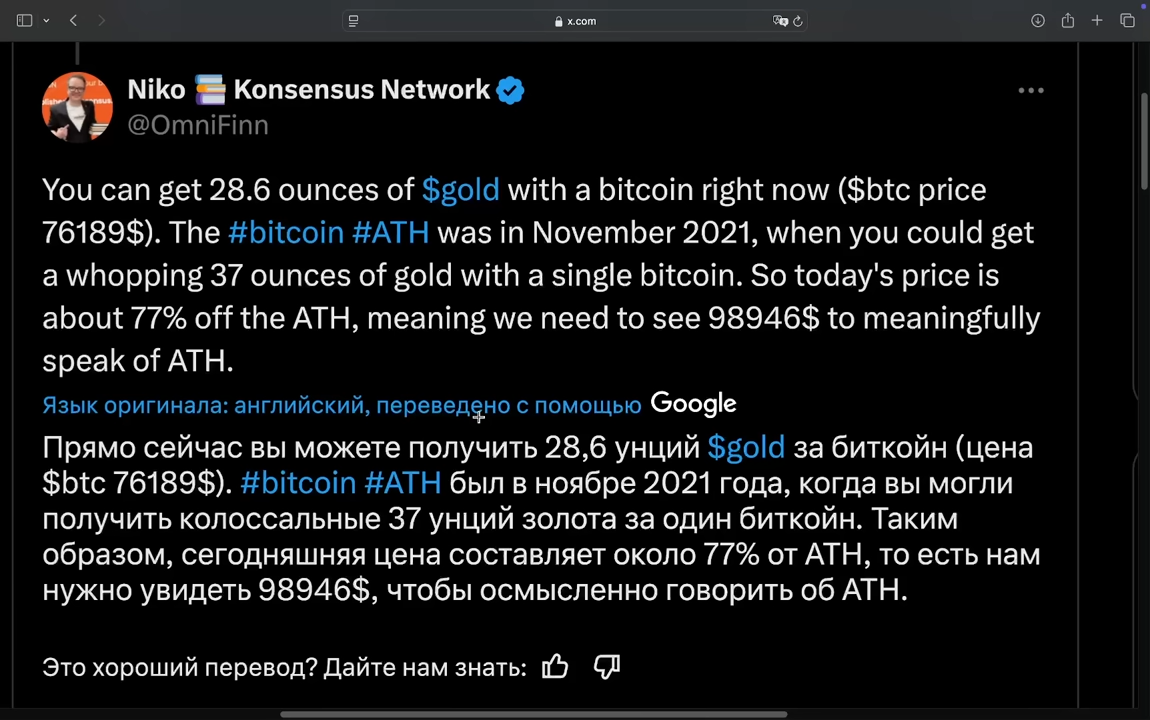 x.com
Niko 📚 Konsensus Network
@OmniFinn
You can get 28.6 ounces of $gold with a bitcoin right now ($btc price
76189$). The #bitcoin #ATH was in November 2021, when you could get
a whopping 37 ounces of gold with a single bitcoin. So today's price is
about 77% off the ATH, meaning we need to see 98946$ to meaningfully
speak of ATH.
Язык оригинала: английский, переведено с помощью Google
Прямо сейчас вы можете получить 28,6 унций $gold за биткойн (цена
$btc 76189$). #bitcoin #ATH был в ноябре 2021 года, когда вы могли
получить колоссальные 37 унций золота за один биткойн. Таким
образом, сегодняшняя цена составляет около 77% от ATH, то есть нам
нужно увидеть 98946$, чтобы осмысленно говорить об ATH.
Это хороший перевод? Дайте нам знать: